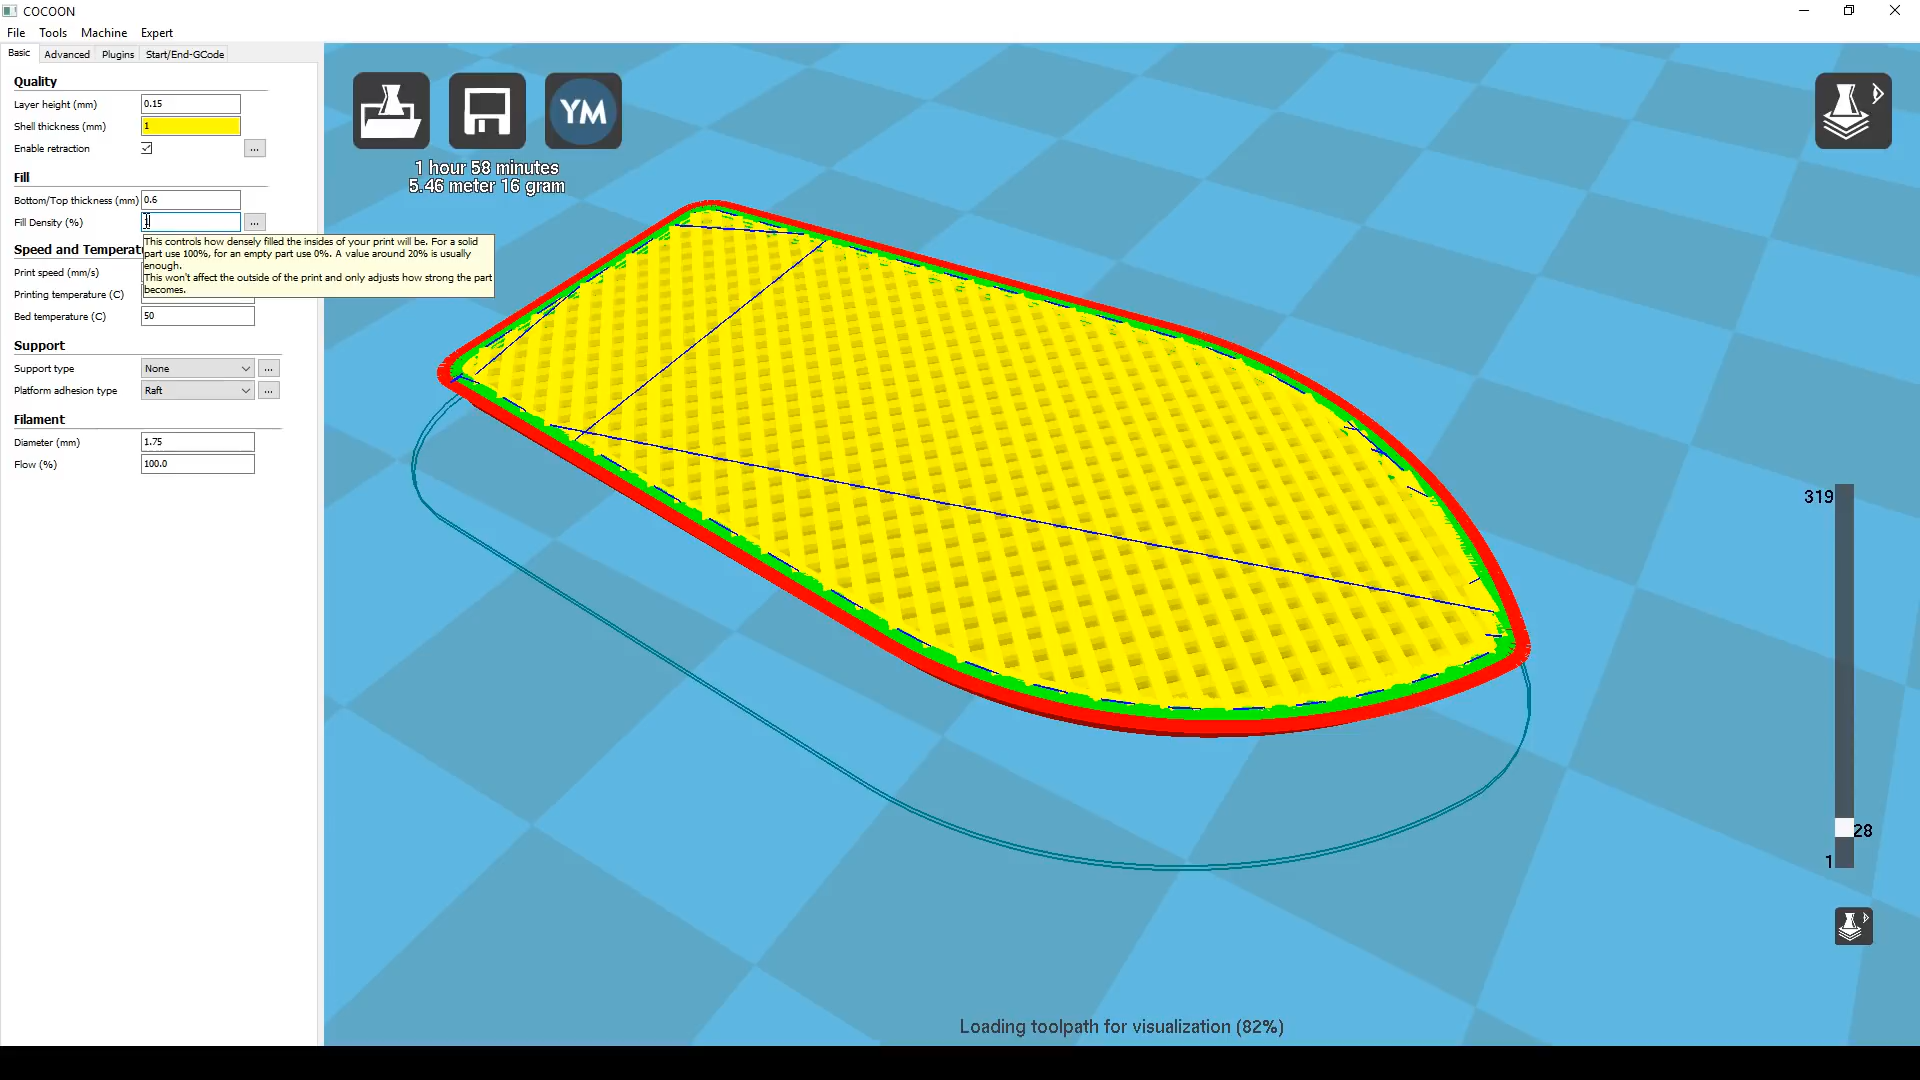 COCOON
File Tools Machine Expert
Basic Advanced Plugins Start/End-GCode
Quality
Layer height (mm) 0.15
Shell thickness (mm) 1
Enable retraction ...
Fill
Bottom/Top thickness (mm) 0.6
Fill Density (%) ...
This controls how densely filled the insides of your print will be. For a solid
part use 100%, for an empty part use 0%. A value around 20% is usually
enough.
This won't affect the outside of the print and only adjusts how strong the part
becomes.
Speed and
Print speed (mm/s)
Printing temperature (C)
Bed temperature (C) 50
Support
Support type None ...
Platform adhesion type Raft ...
Filament
Diameter (mm) 1.75
Flow (%) 100.0
YM
1 hour 58 minutes
5.46 meter 16 gram
319
28
1
Loading toolpath for visualization (82%)